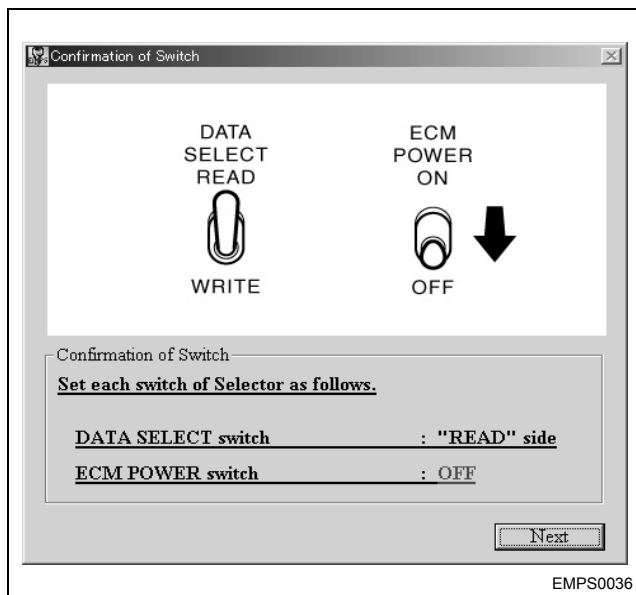 Confirmation of Switch
DATA
SELECT
READ
WRITE
ECM
POWER
ON
OFF
Confirmation of Switch
Set each switch of Selector as follows.
DATA SELECT switch : "READ" side
ECM POWER switch : OFF
Next
EMPS0036